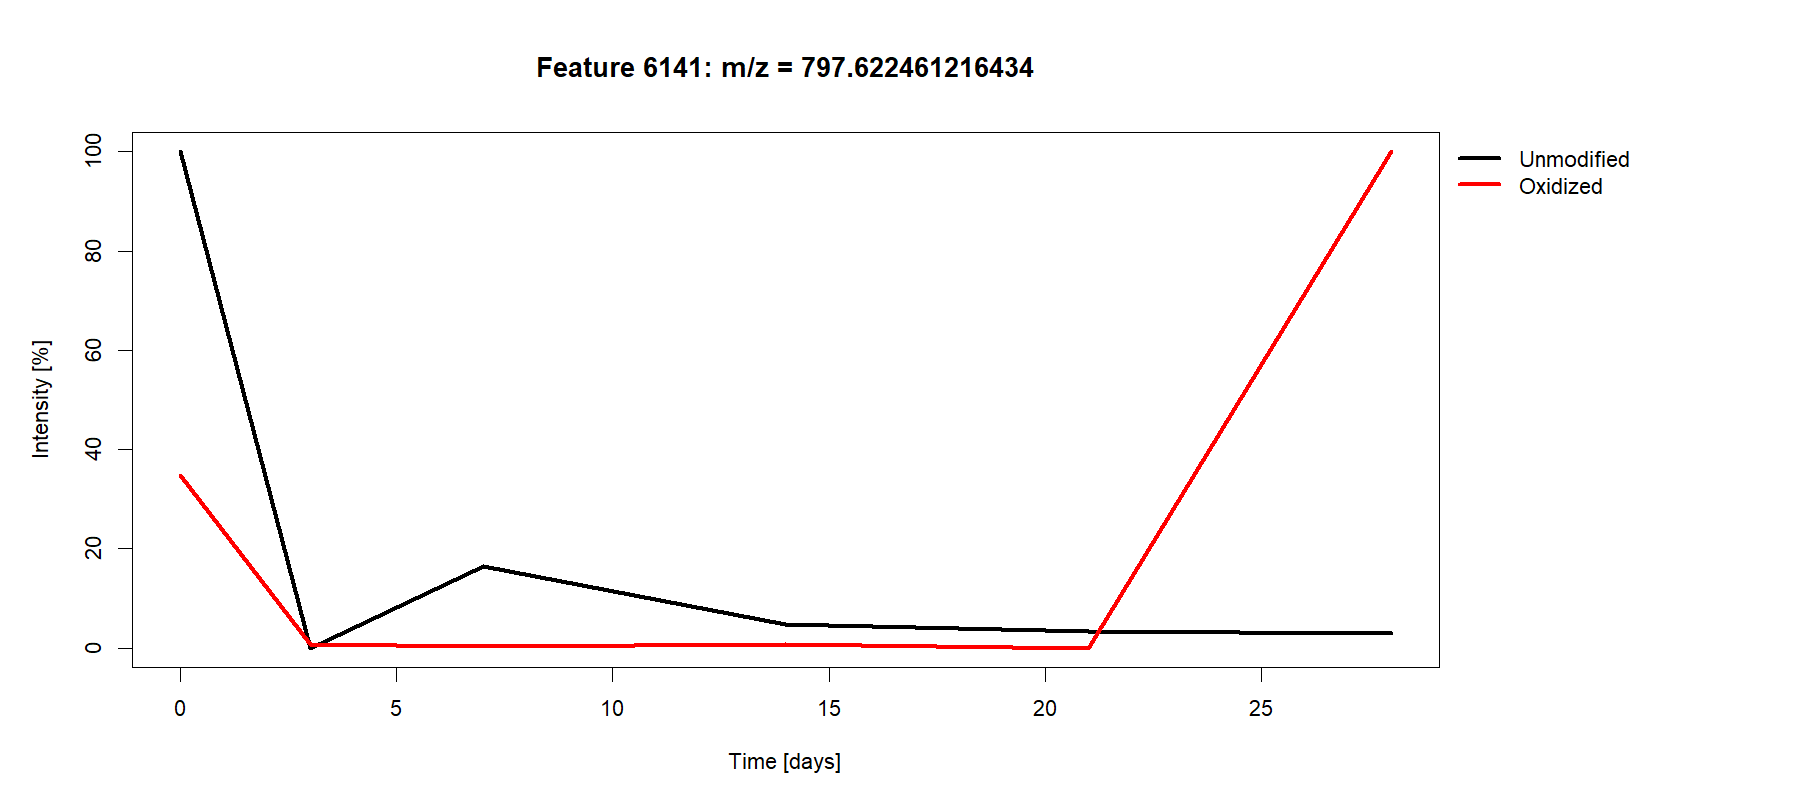 Feature 6141: m/z = 797.622461216434
Unmodified
Oxidized
Intensity [%]
100
80
60
40
20
0
0 5 10 15 20 25
Time [days]